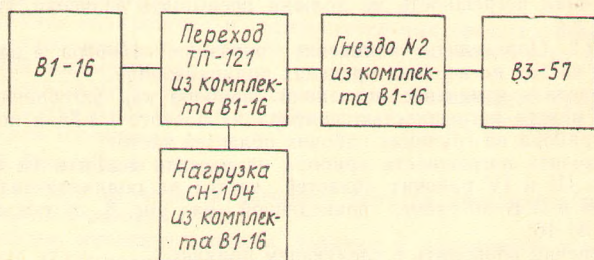 В1-16
Переход
ТП-121
из комплек-
та В1-16
Гнездо N2
из комплек-
та В1-16
В3-57
Нагрузка
СН-104
из комплек-
та В1-16